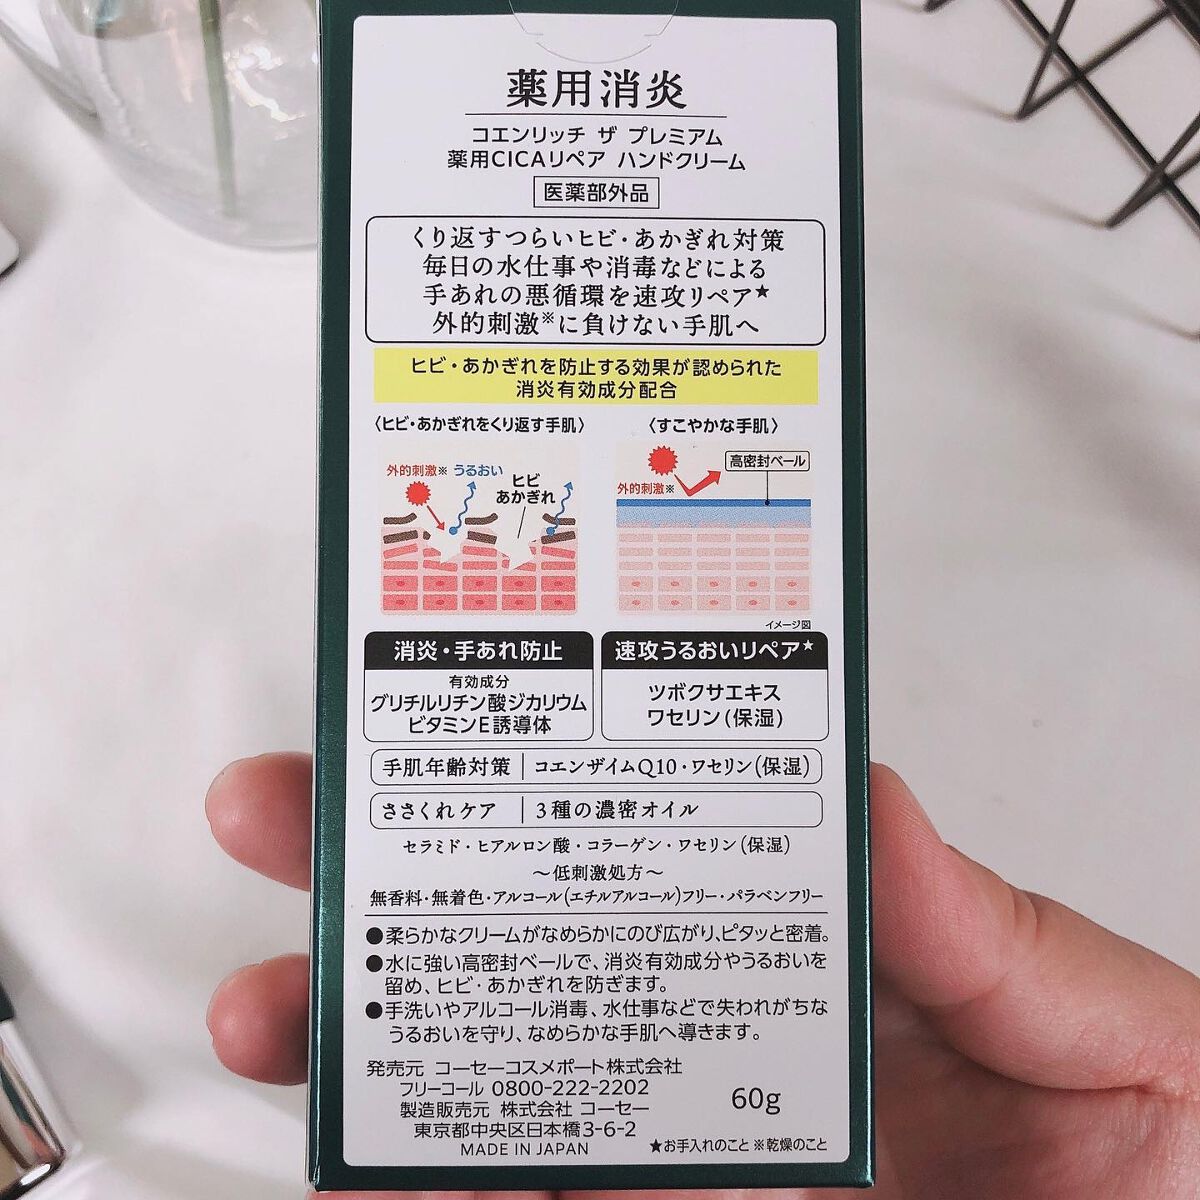 薬用消炎
コエンリッチ ザ プレミアム
薬用CICAリペア ハンドクリーム
医薬部外品
くり返すつらいヒビ・あかぎれ対策
毎日の水仕事や消毒などによる
手あれの悪循環を速攻リペア★
外的刺激※に負けない手肌へ
ヒビ・あかぎれを防止する効果が認められた
消炎有効成分配合
〈ヒビ・あかぎれをくり返す手肌〉
外的刺激※ うるおい
ヒビ
あかぎれ
〈すこやかな手肌〉
高密封ベール
外的刺激※
イメージ図
消炎・手あれ防止
有効成分
グリチルリチン酸ジカリウム
ビタミンE誘導体
速攻うるおいリペア★
ツボクサエキス
ワセリン(保湿)
手肌年齢対策 コエンザイムQ10・ワセリン(保湿)
ささくれケア 3種の濃密オイル
セラミド・ヒアルロン酸・コラーゲン・ワセリン(保湿)
～低刺激処方～
無香料・無着色・アルコール(エチルアルコール)フリー・パラベンフリー
●柔らかなクリームがなめらかにのび広がり、ピタッと密着。
●水に強い高密封ベールで、消炎有効成分やうるおいを
留め、ヒビ・あかぎれを防ぎます。
●手洗いやアルコール消毒、水仕事などで失われがちな
うるおいを守り、なめらかな手肌へ導きます。
発売元 コーセーコスメポート株式会社
フリーコール 0800-222-2202
製造販売元 株式会社 コーセー
東京都中央区日本橋3-6-2
MADE IN JAPAN
60g
★お手入れのこと ※乾燥のこと